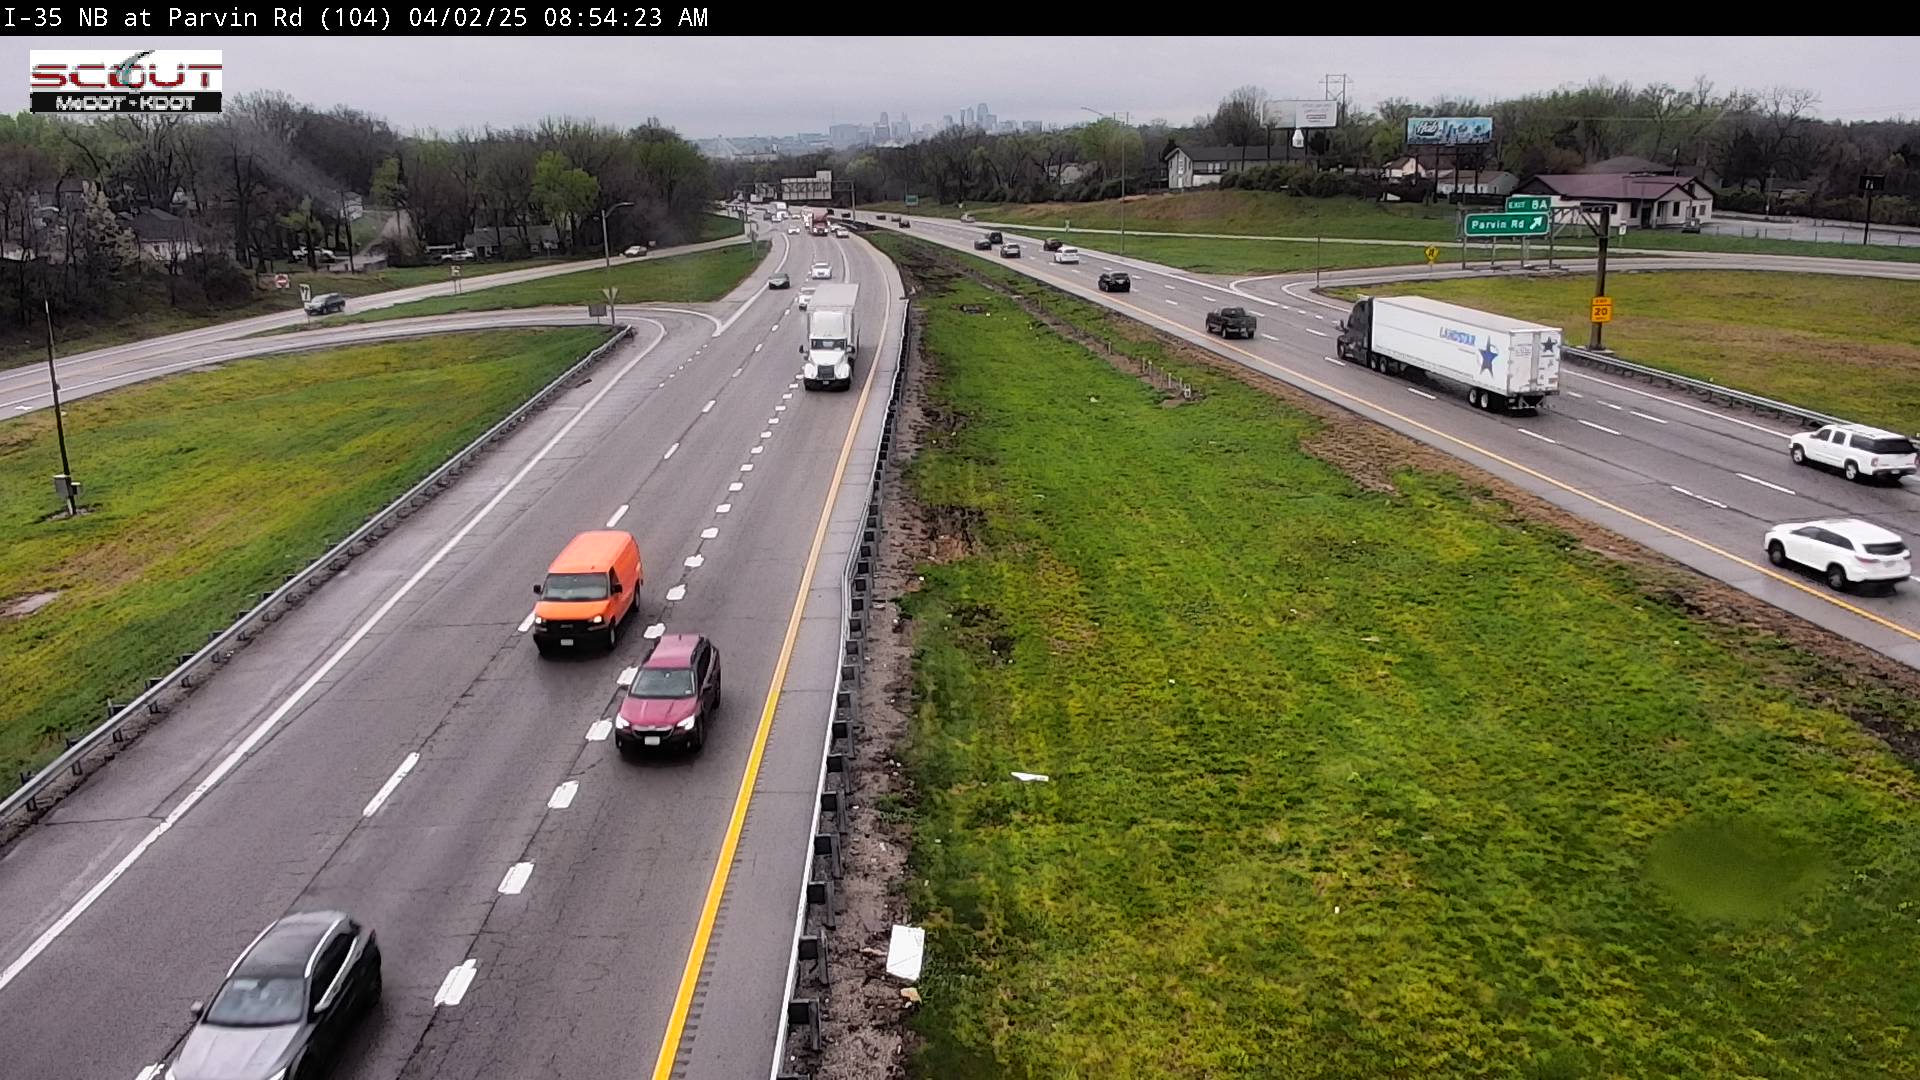 I-35 NB at Parvin Rd (104) 04/02/25 08:54:23 AM
SCOUT
MoDOT - KDOT
EXIT 8A
Parvin Rd
LANDSTAR
20